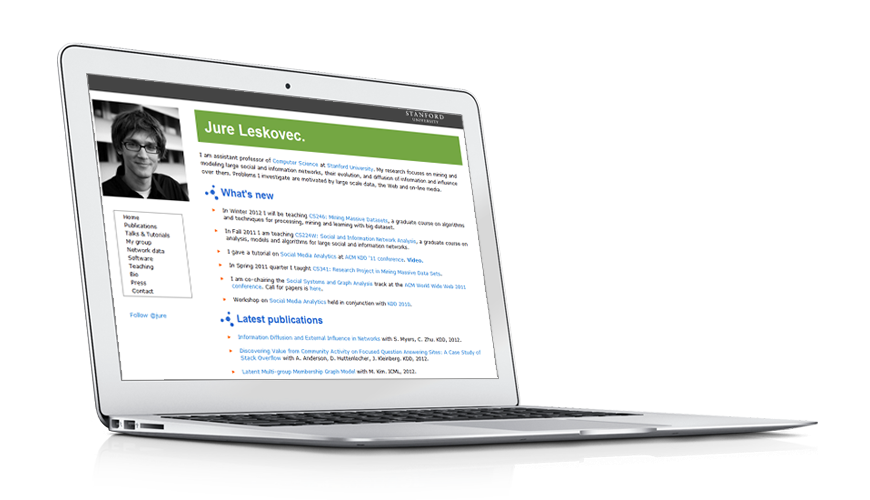 STANFORD
UNIVERSITY
Jure Leskovec.
I am assistant professor of Computer Science at Stanford University. My research focuses on mining and
modeling large social and information networks, their evolution, and diffusion of information and influence
over them. Problems I investigate are motivated by large scale data, the Web and on-line media.
What's new
In Winter 2012 I will be teaching CS246: Mining Massive Datasets, a graduate course on algorithms
and techniques for processing, mining and learning with big dataset.
In Fall 2011 I am teaching CS224W: Social and Information Network Analysis, a graduate course on
analysis, models and algorithms for large social and information networks.
I gave a tutorial on Social Media Analytics at ACM KDD '11 conference. Video.
In Spring 2011 quarter I taught CS341: Research Project in Mining Massive Data Sets.
I am co-chairing the Social Systems and Graph Analysis track at the ACM World Wide Web 2011
conference. Call for papers is here.
Workshop on Social Media Analytics held in conjunction with KDD 2010.
Latest publications
Information Diffusion and External Influence in Networks with S. Myers, C. Zhu. KDD, 2012.
Discovering Value from Community Activity on Focused Question Answering Sites: A Case Study of
Stack Overflow with A. Anderson, D. Huttenlocher, J. Kleinberg. KDD, 2012.
Latent Multi-group Membership Graph Model with M. Kim. ICML, 2012.
Home
Publications
Talks & Tutorials
My group
Network data
Software
Teaching
Bio
Press
Contact
Follow @jure